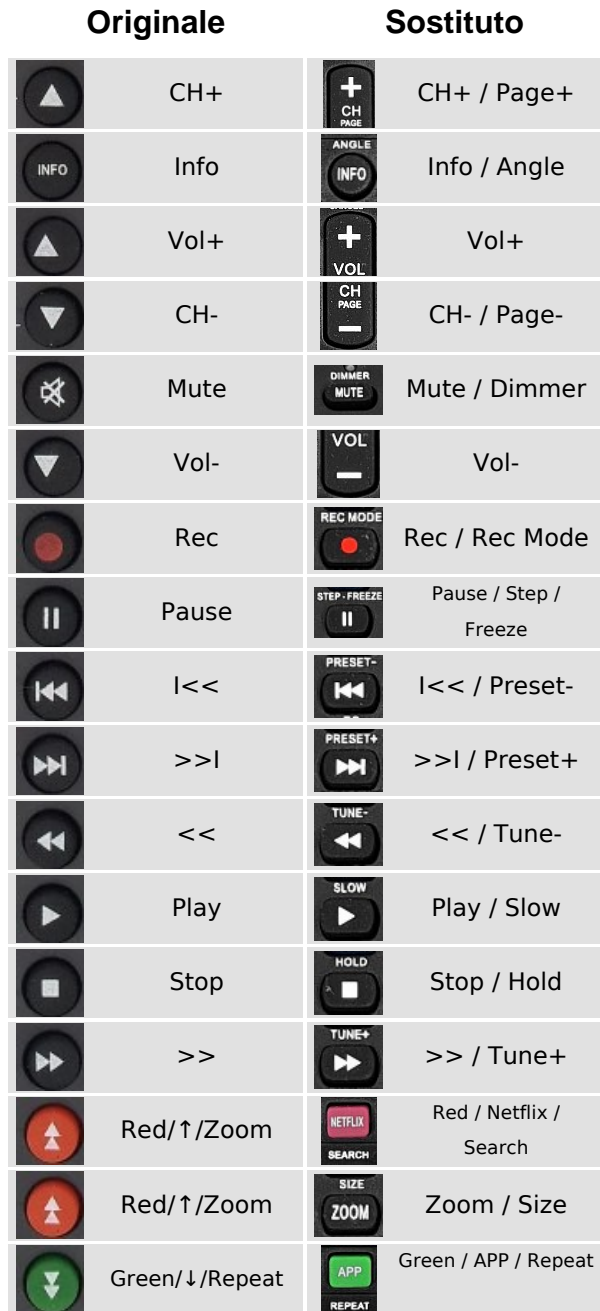 Originale Sostituto
CH+ + CH PAGE CH+ / Page+
INFO Info ANGLE INFO Info / Angle
Vol+ + VOL Vol+
CH- CH PAGE - CH- / Page-
Mute DIMMER MUTE Mute / Dimmer
Vol- VOL - Vol-
Rec REC MODE Rec / Rec Mode
Pause STEP-FREEZE Pause / Step /
Freeze
I<< PRESET- I<< / Preset-
>>I PRESET+ >>I / Preset+
<< TUNE- << / Tune-
Play SLOW Play / Slow
Stop HOLD Stop / Hold
>> TUNE+ >> / Tune+
Red/↑/Zoom NETFLIX SEARCH Red / Netflix /
Search
Red/↑/Zoom SIZE ZOOM Zoom / Size
Green/↓/Repeat APP REPEAT Green / APP / Repeat